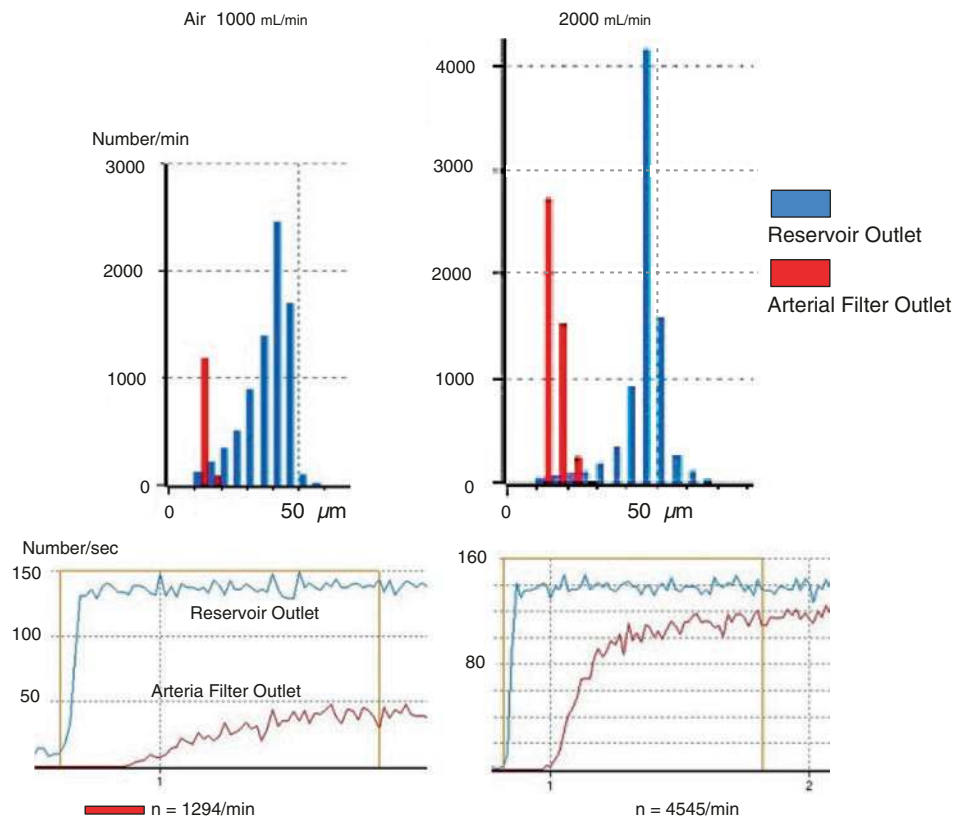 Air 1000 mL/min
2000 mL/min
Number/min
3000
2000
1000
0
0
50 μm
4000
3000
2000
1000
0
0
50 μm
Reservoir Outlet
Arterial Filter Outlet
Number/sec
150
100
50
Reservoir Outlet
Arteria Filter Outlet
1
n = 1294/min
160
80
1
2
n = 4545/min